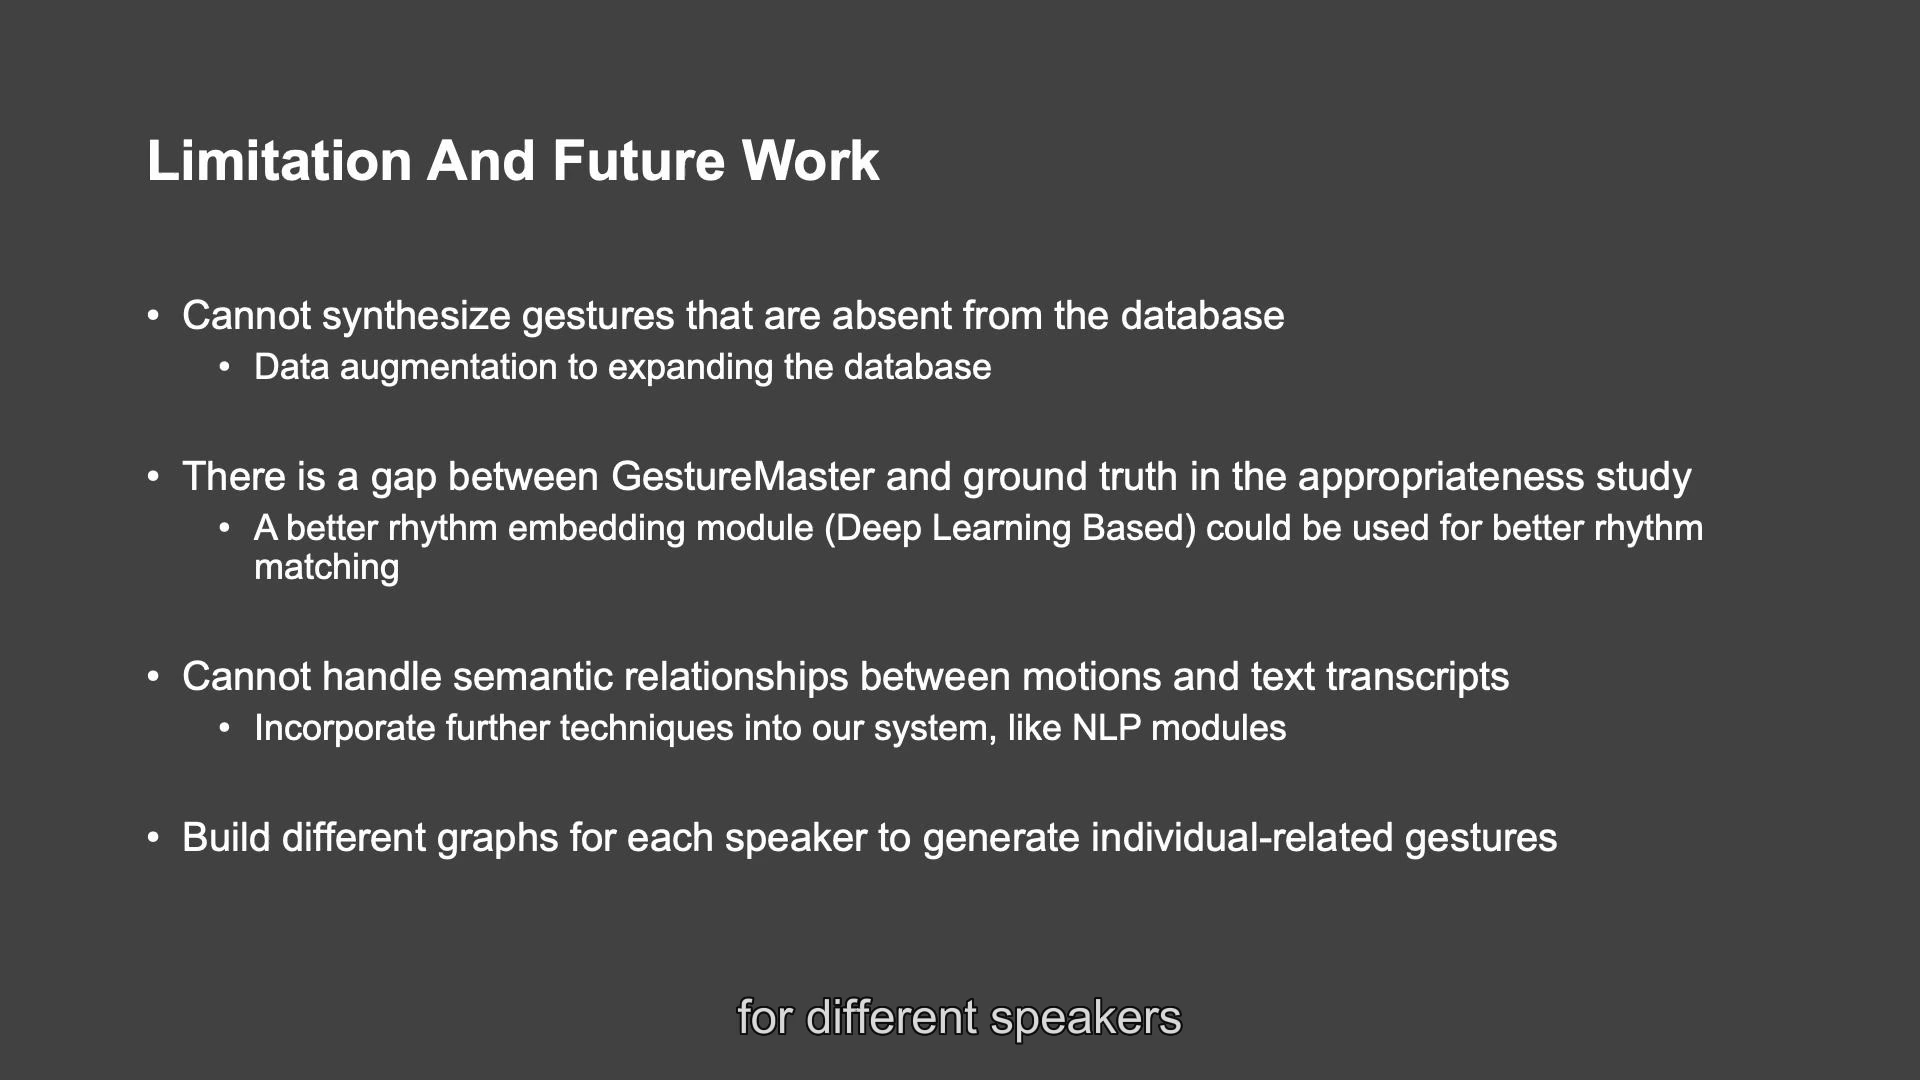 Limitation And Future Work
• Cannot synthesize gestures that are absent from the database
• Data augmentation to expanding the database
• There is a gap between GestureMaster and ground truth in the appropriateness study
• A better rhythm embedding module (Deep Learning Based) could be used for better rhythm
matching
• Cannot handle semantic relationships between motions and text transcripts
• Incorporate further techniques into our system, like NLP modules
• Build different graphs for each speaker to generate individual-related gestures
for different speakers